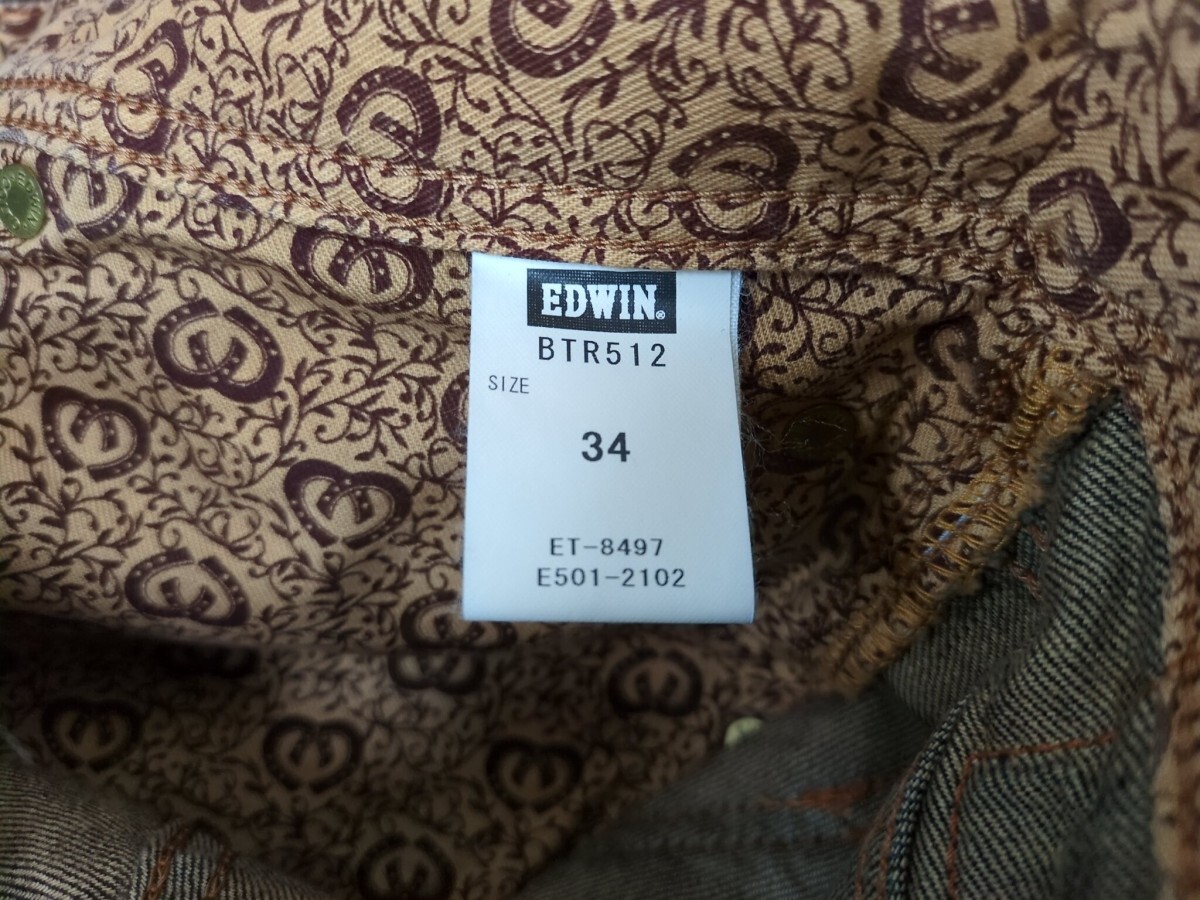 EDWIN®
BTR512
SIZE
34
ET-8497
E501-2102